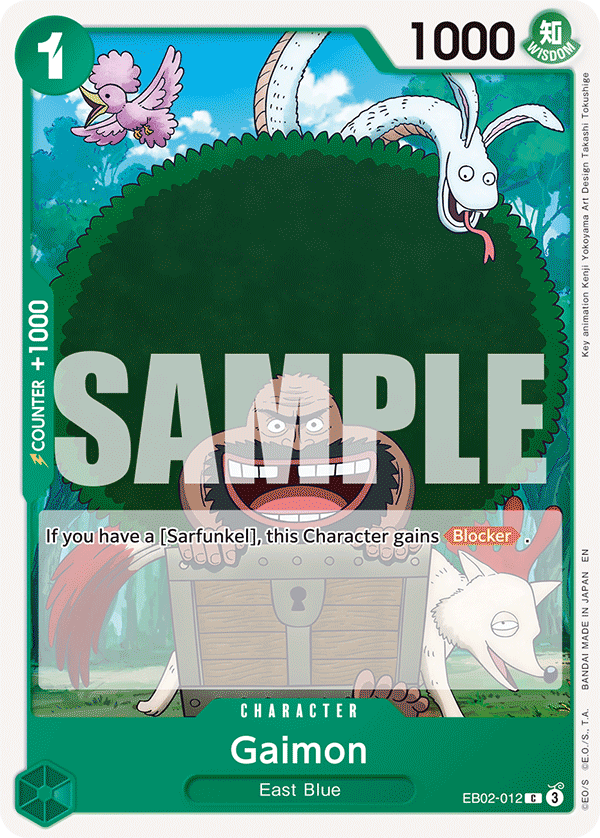 1
1000
知
WISDOM
Key animation Kenji Yokoyama Art Design Takashi Tokushige
COUNTER +1000
SAMPLE
If you have a [Sarfunkel], this Character gains Blocker .
CHARACTER
Gaimon
East Blue
EB02-012 C 3
©EO/S ©E.O./S., T.A. BANDAI MADE IN JAPAN EN